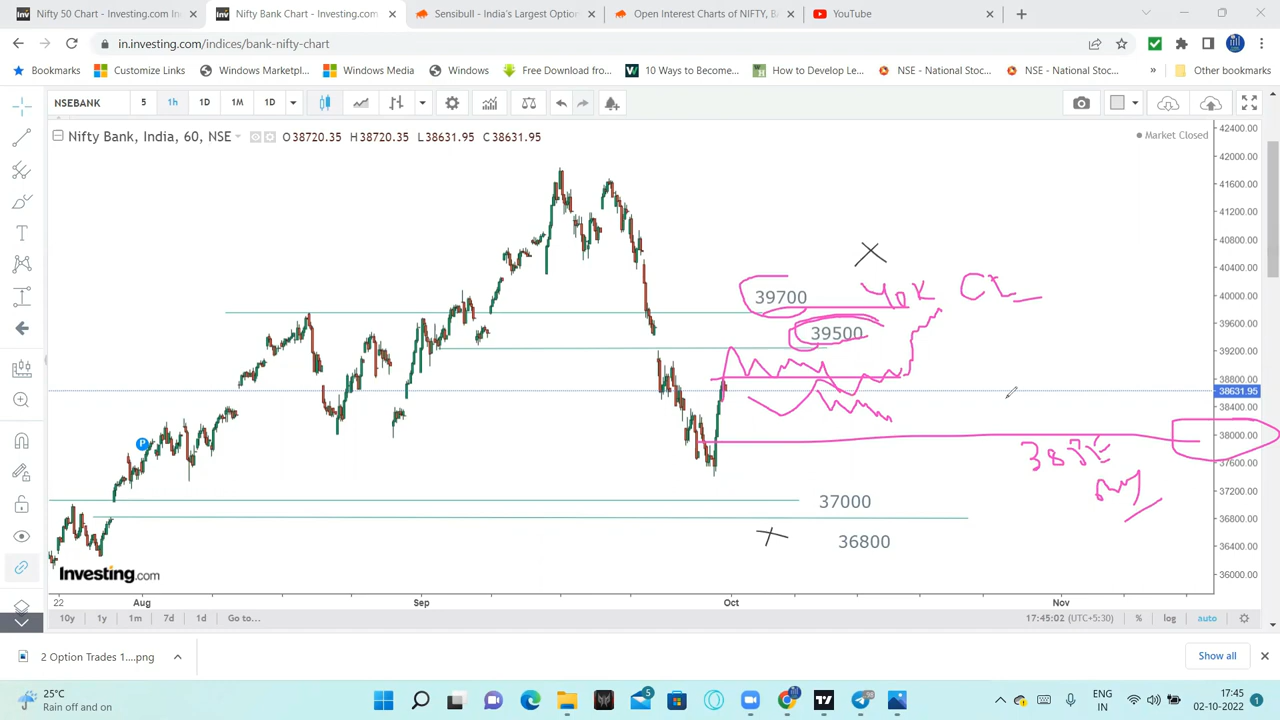 Nifty 50 Chart - Investing.com In
Nifty Bank Chart - Investing.com
Sensibull - India's Largest Option
Open Interest Charts of NIFTY, B
YouTube
in.investing.com/indices/bank-nifty-chart
Bookmarks
Customize Links
Windows Marketpl...
Windows Media
Windows
Free Download Fro...
10 Ways to Become...
How to Develop Le...
NSE - National Stoc...
NSE - National Stoc...
»
Other bookmarks
NSEBANK
5
1h
1D
1M
1D
Nifty Bank, India, 60, NSE
O38720.35 H38720.35 L38631.95 C38631.95
Market Closed
42400.00
42000.00
41600.00
41200.00
40800.00
40400.00
40000.00
39600.00
39200.00
38800.00
38631.95
38400.00
38000.00
37600.00
37200.00
36800.00
36400.00
36000.00
39700
40K CE
39500
P
37000
36800
Investing.com
22 Aug Sep Oct Nov
10y 1y 1m 7d 1d Go to...
17:45:02 (UTC+5:30) % log auto
2 Option Trades 1....png
Show all
25°C
Rain off and on
5
98
ENG
IN
17:45
02-10-2022
1